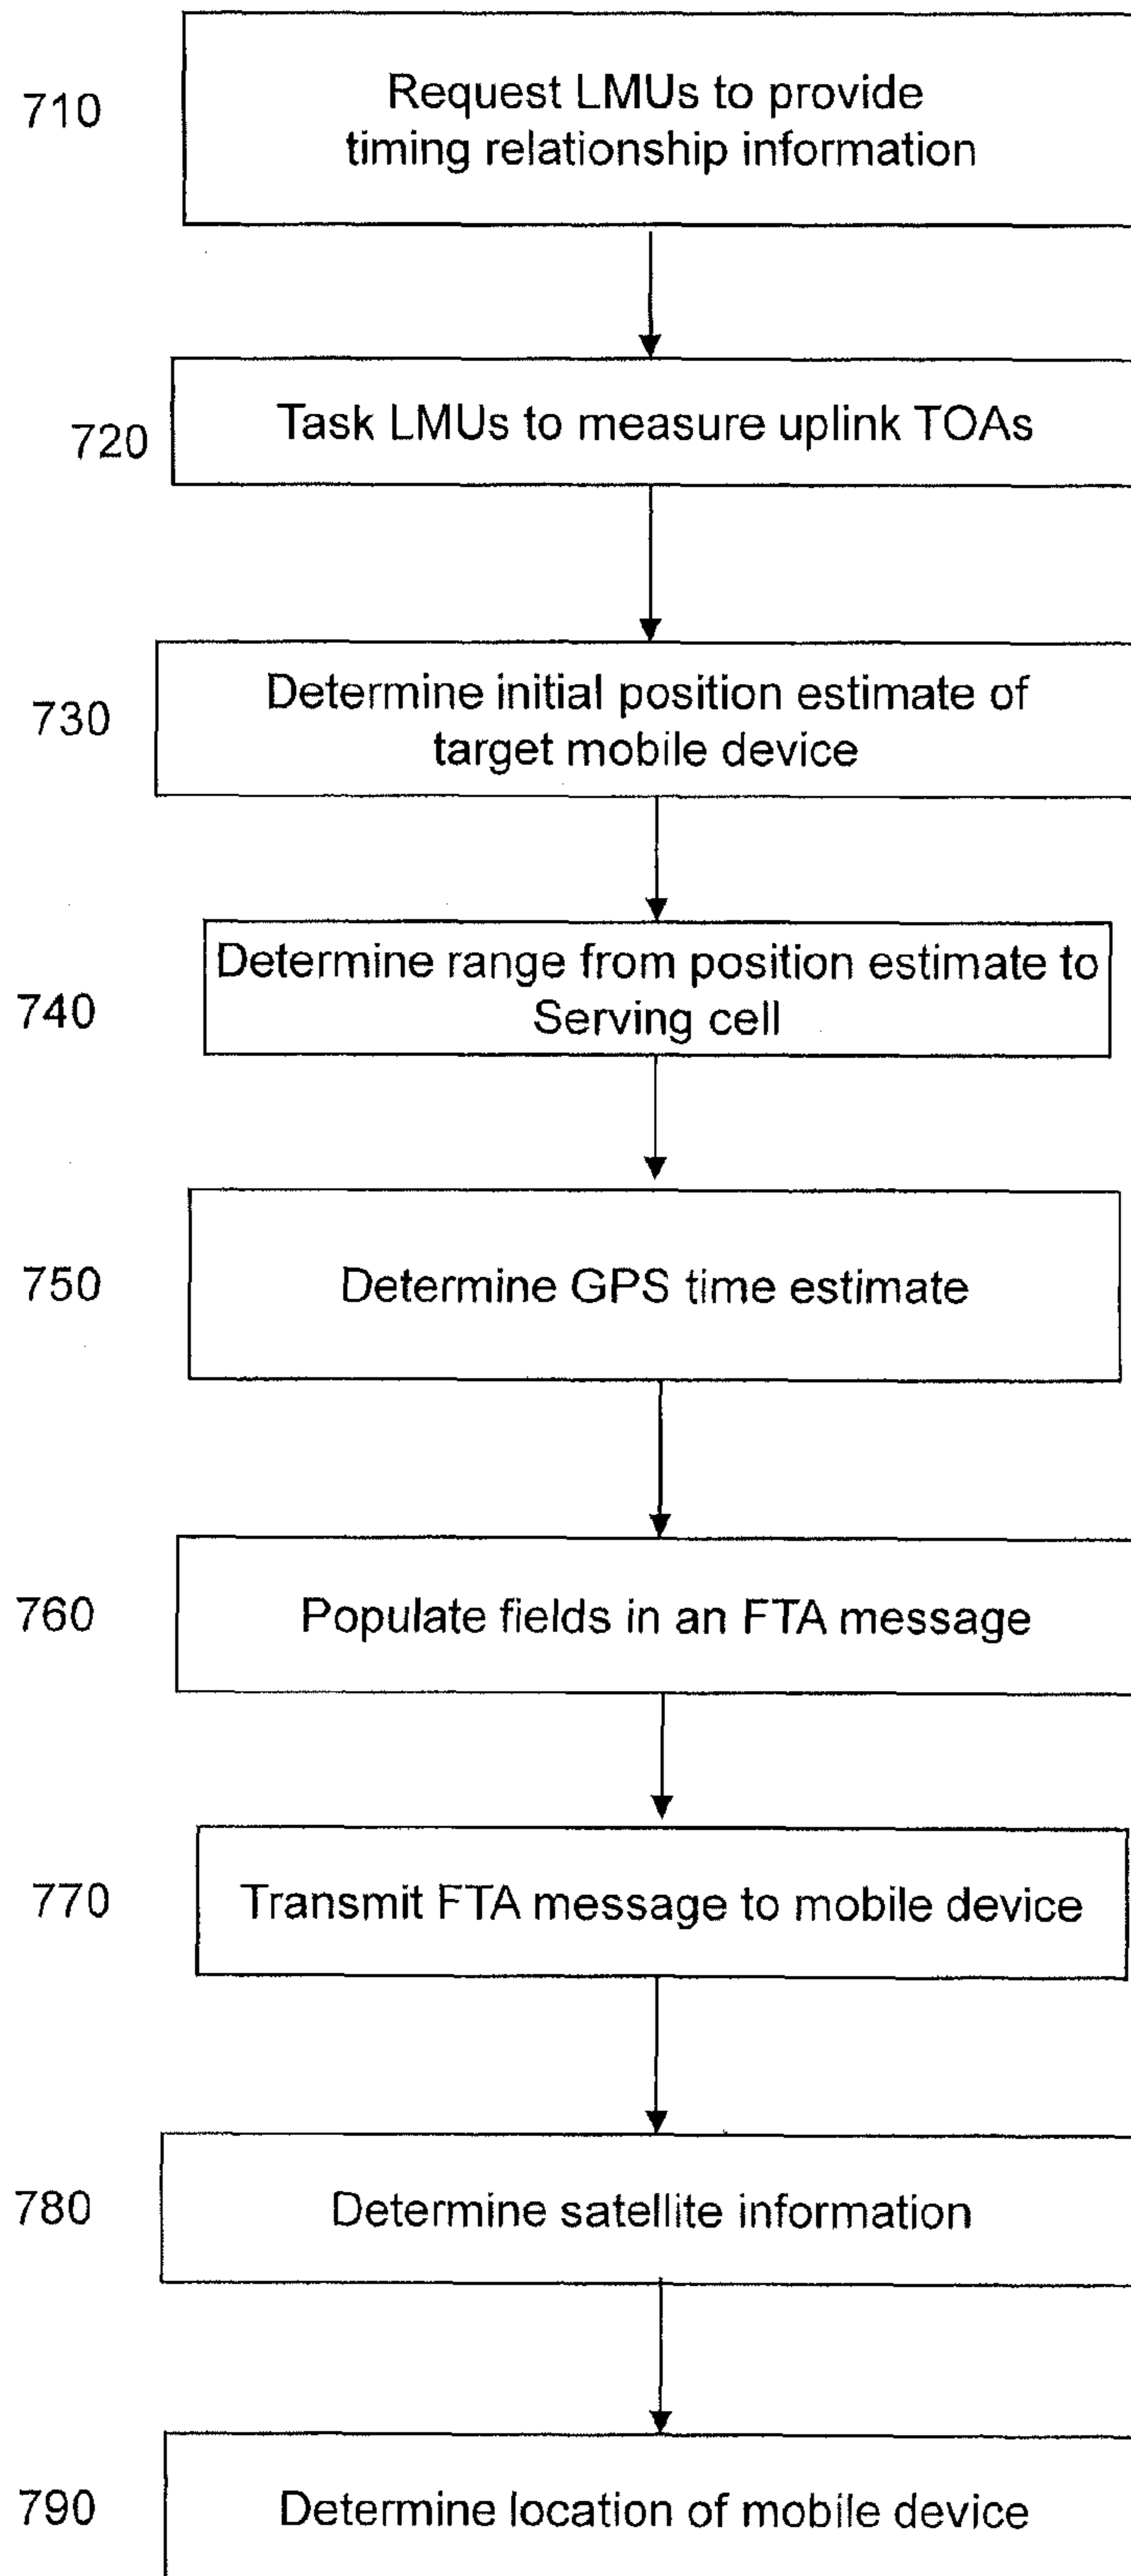 710
Request LMUs to provide
timing relationship information
720
Task LMUs to measure uplink TOAs
730
Determine initial position estimate of
target mobile device
740
Determine range from position estimate to
Serving cell
750
Determine GPS time estimate
760
Populate fields in an FTA message
770
Transmit FTA message to mobile device
780
Determine satellite information
790
Determine location of mobile device